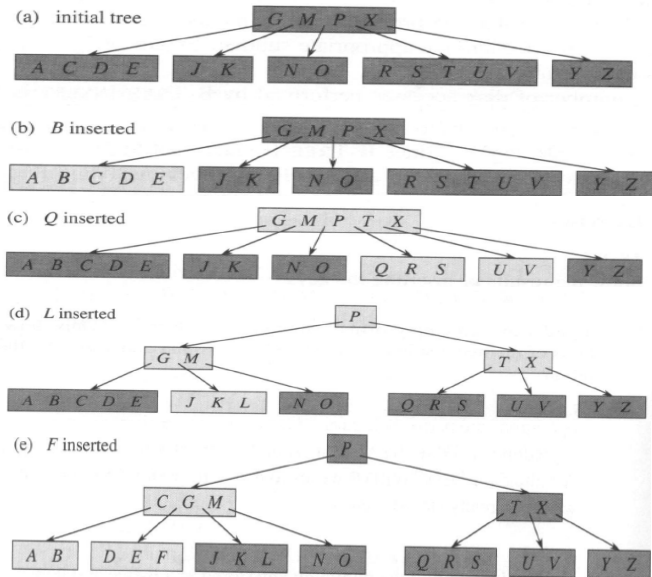 (a) initial tree
G M P X
A C D E J K N O R S T U V Y Z
(b) B inserted
G M P X
A B C D E J K N O R S T U V Y Z
(c) Q inserted
G M P T X
A B C D E J K N O Q R S U V Y Z
(d) L inserted
P
G M T X
A B C D E J K L N O Q R S U V Y Z
(e) F inserted
P
C G M T X
A B D E F J K L N O Q R S U V Y Z